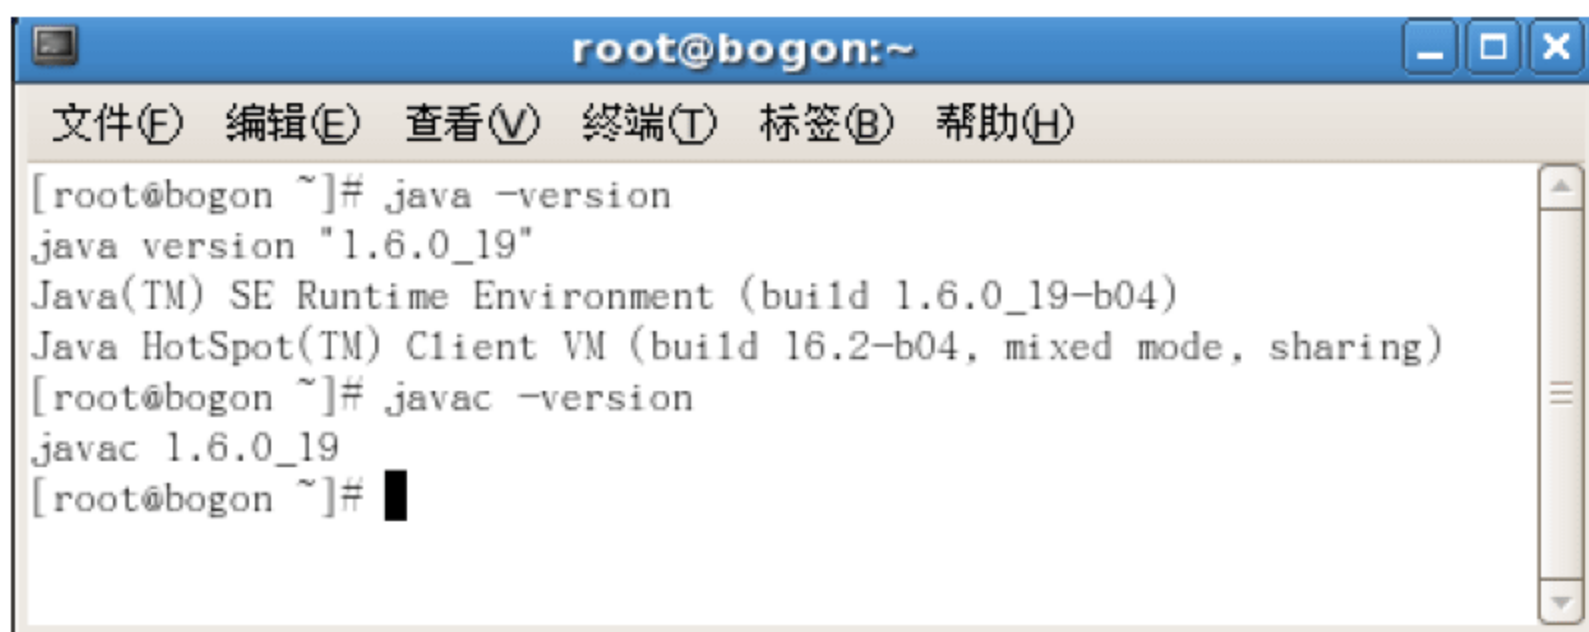 root@bogon:~
文件(F) 编辑(E) 查看(V) 终端(T) 标签(B) 帮助(H)
[root@bogon ~]# java -version
java version "1.6.0_19"
Java(TM) SE Runtime Environment (build 1.6.0_19-b04)
Java HotSpot(TM) Client VM (build 16.2-b04, mixed mode, sharing)
[root@bogon ~]# javac -version
javac 1.6.0_19
[root@bogon ~]#